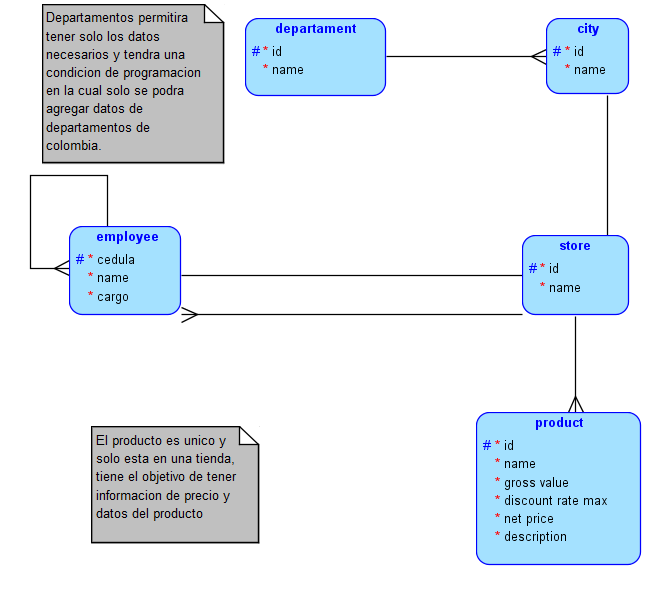 Departamentos permitira
tener solo los datos
necesarios y tendra una
condicion de programacion
en la cual solo se podra
agregar datos de
departamentos de
colombia.
departament
# * id
* name
city
# * id
* name
employee
# * cedula
* name
* cargo
store
# * id
* name
El producto es unico y
solo esta en una tienda,
tiene el objetivo de tener
informacion de precio y
datos del producto
product
# * id
* name
* gross value
* discount rate max
* net price
* description